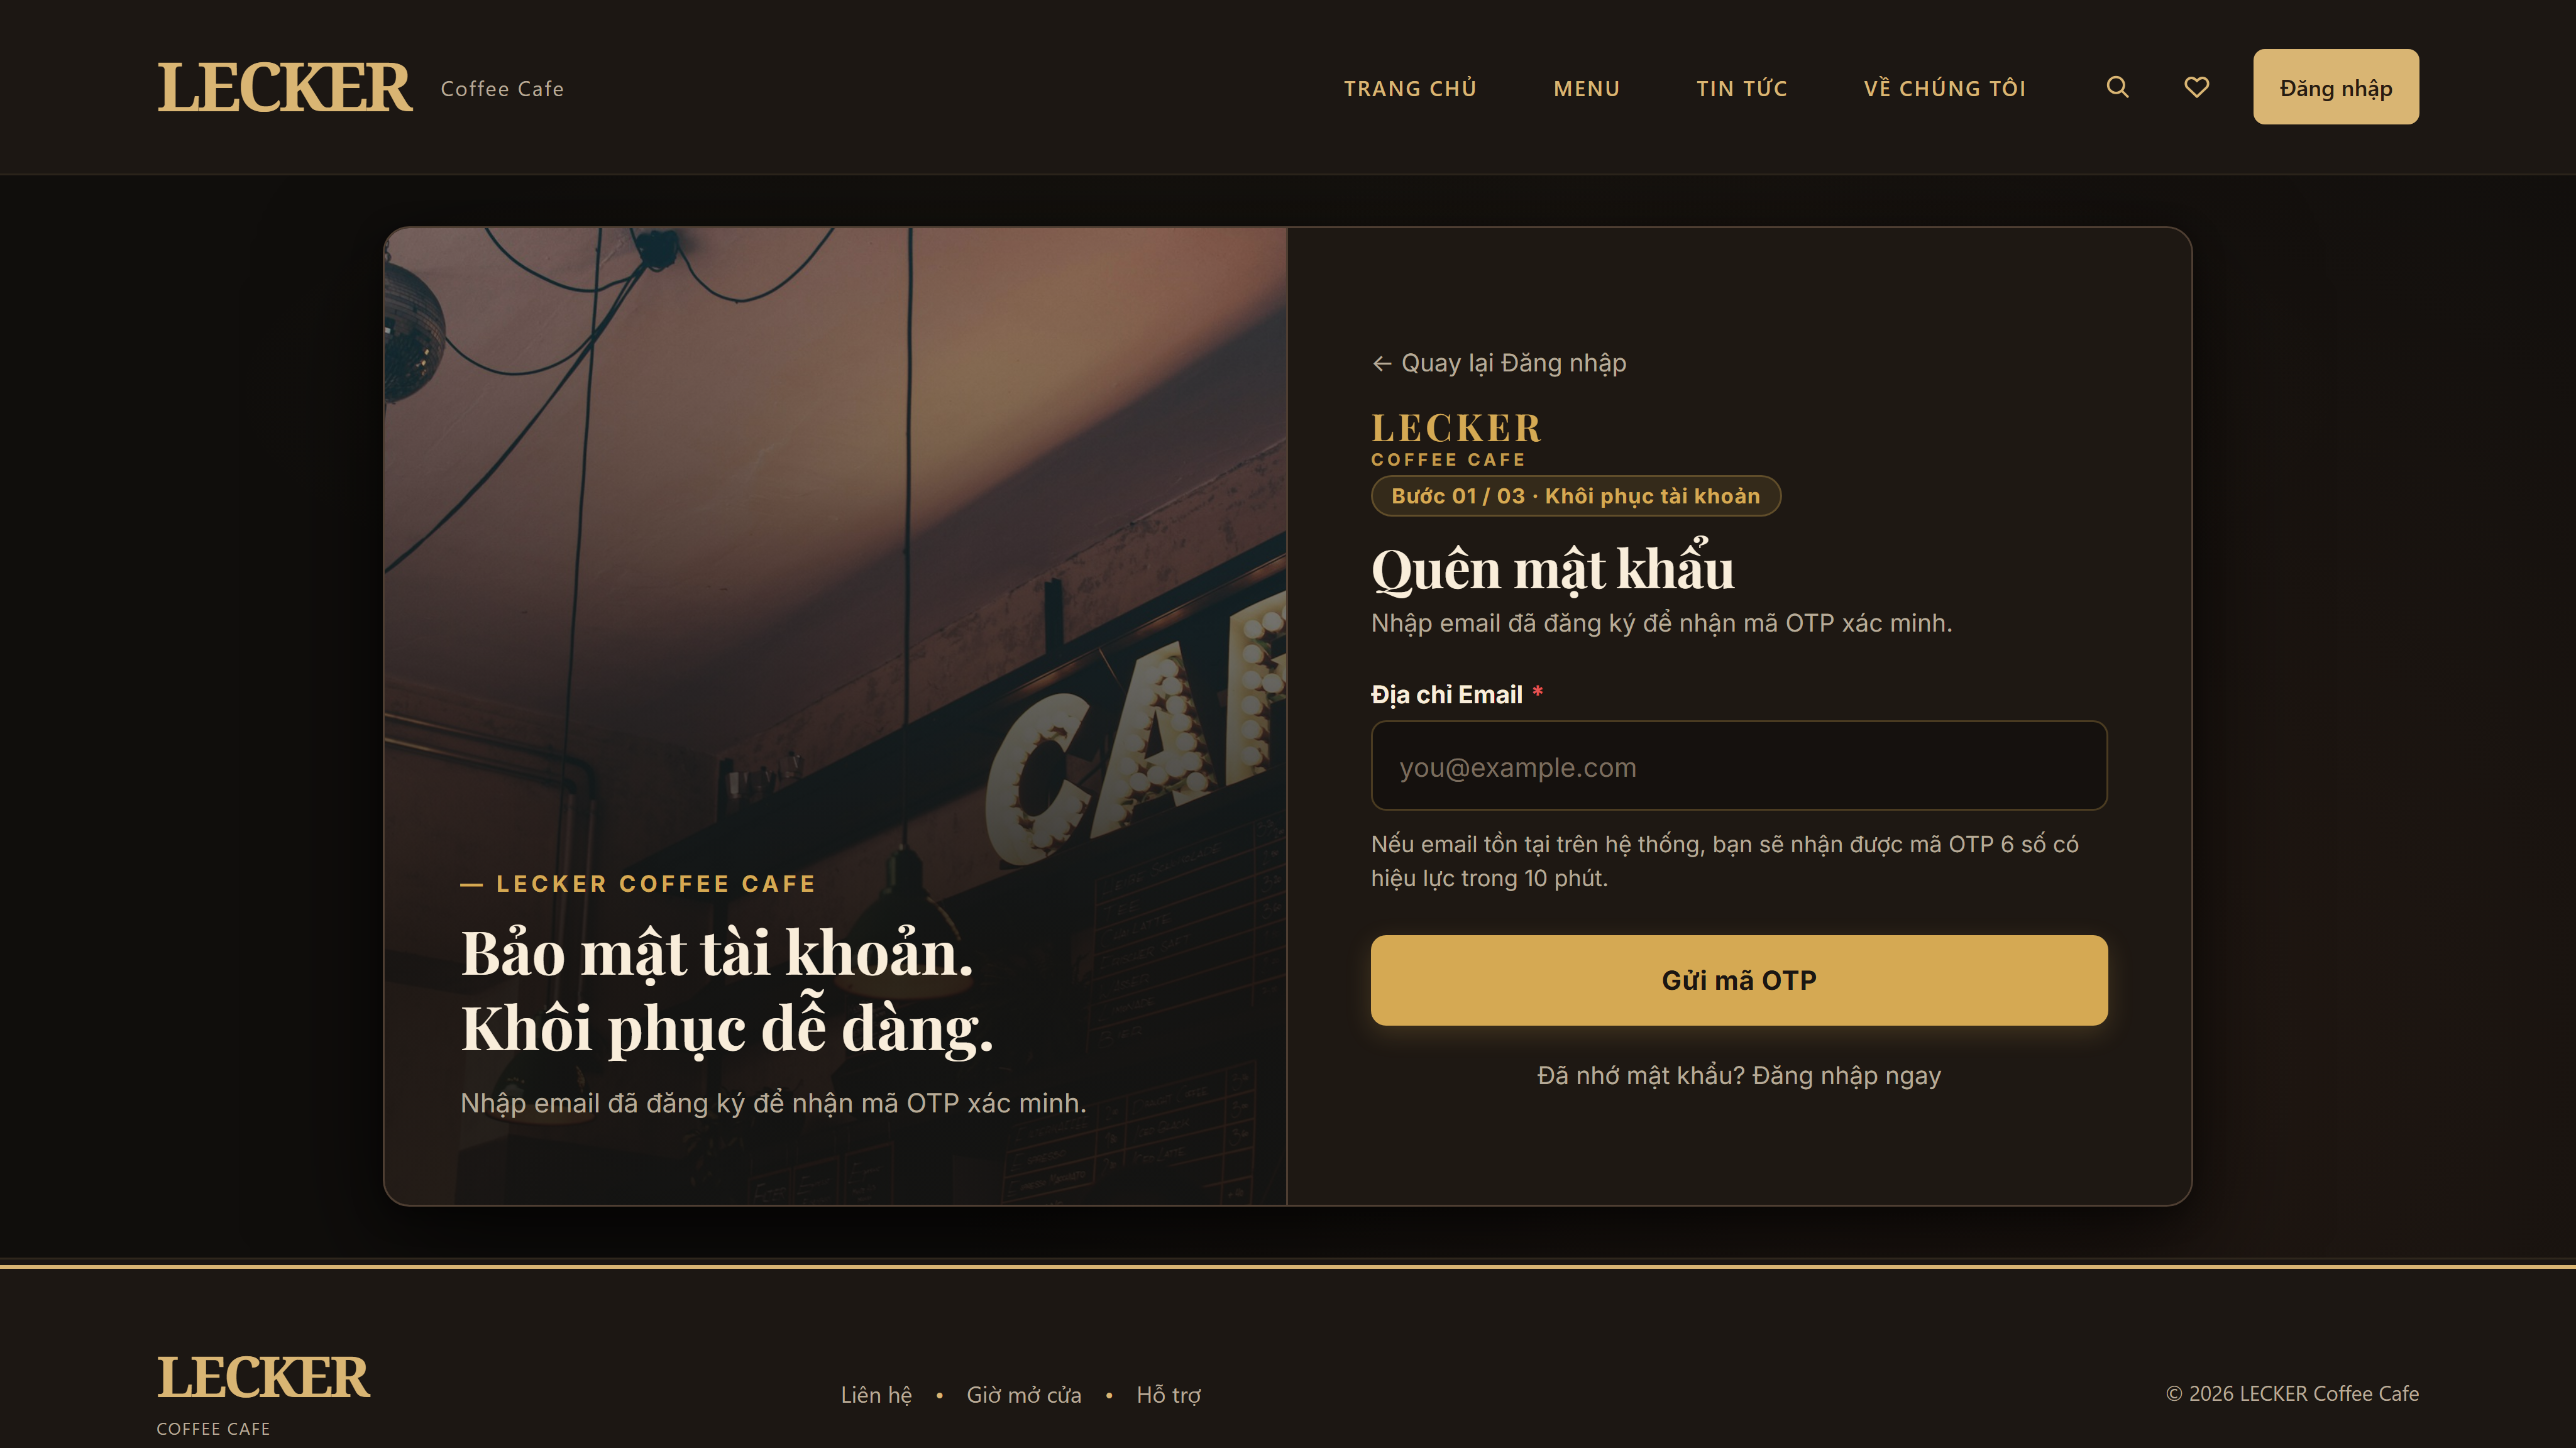 LECKER
Coffee Cafe
TRANG CHỦ
MENU
TIN TỨC
VỀ CHÚNG TÔI
Đăng nhập
CAF
— LECKER COFFEE CAFE
Bảo mật tài khoản.
Khôi phục dễ dàng.
Nhập email đã đăng ký để nhận mã OTP xác minh.
← Quay lại Đăng nhập
LECKER
COFFEE CAFE
Bước 01 / 03 · Khôi phục tài khoản
Quên mật khẩu
Nhập email đã đăng ký để nhận mã OTP xác minh.
Địa chỉ Email *
you@example.com
Nếu email tồn tại trên hệ thống, bạn sẽ nhận được mã OTP 6 số có
hiệu lực trong 10 phút.
Gửi mã OTP
Đã nhớ mật khẩu? Đăng nhập ngay
LECKER
COFFEE CAFE
Liên hệ • Giờ mở cửa • Hỗ trợ
© 2026 LECKER Coffee Cafe